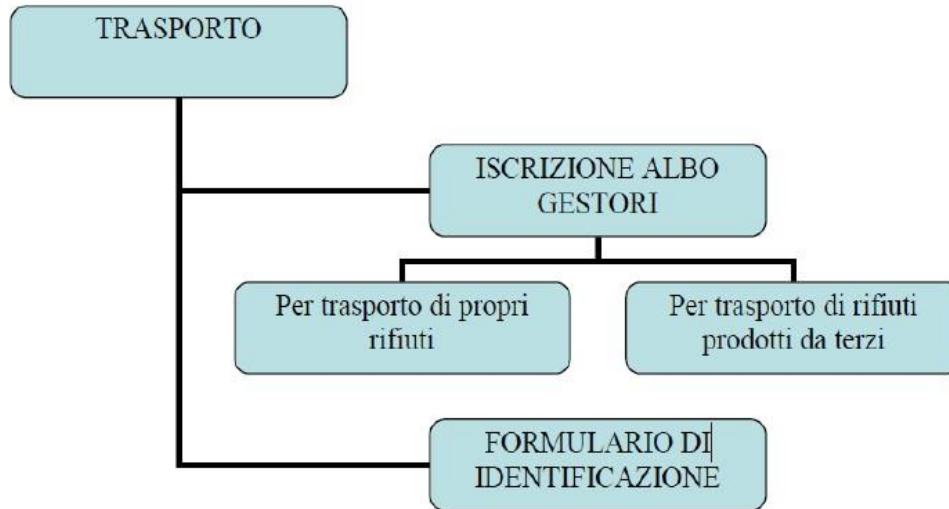 TRASPORTO
ISCRIZIONE ALBO
GESTORI
Per trasporto di propri
rifiuti
Per trasporto di rifiuti
prodotti da terzi
FORMULARIO DI
IDENTIFICAZIONE